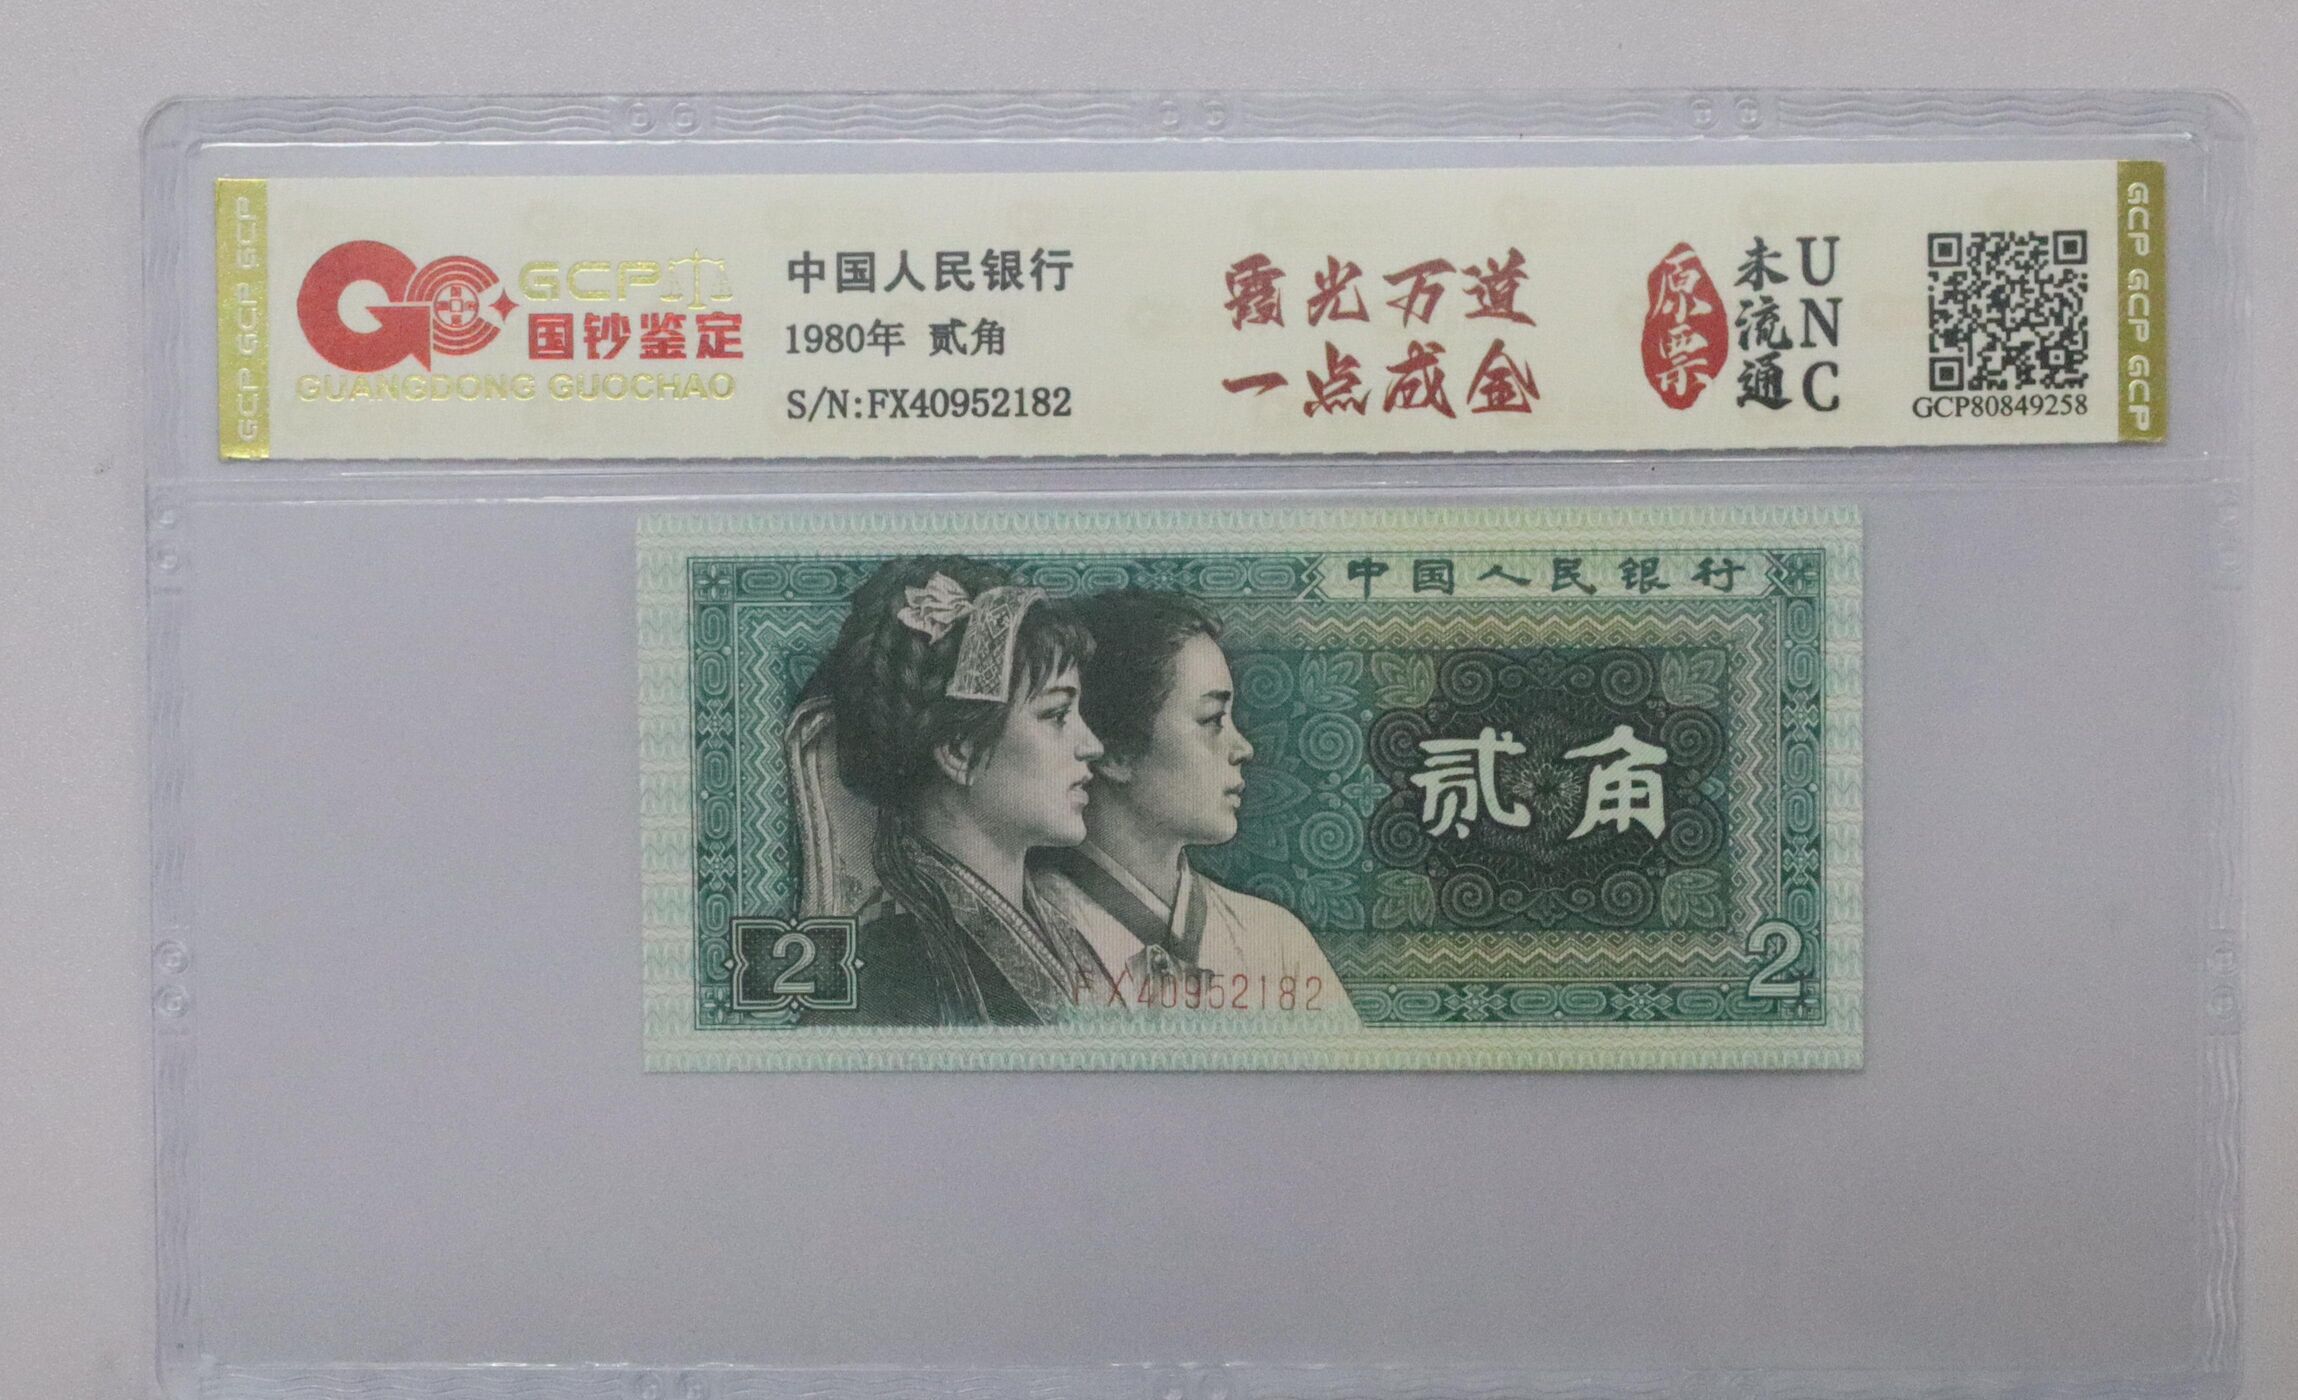 GCP GCP GCP
GCP
国钞鉴定
GUANGDONG GUOCHAO
中国人民银行
1980年 贰角
S/N:FX40952182
霞光万道
一点成金
原票
未流通
UNC
GCP80849258
GCP GCP GCP
中国人民银行
贰角
2
2
FX40952182